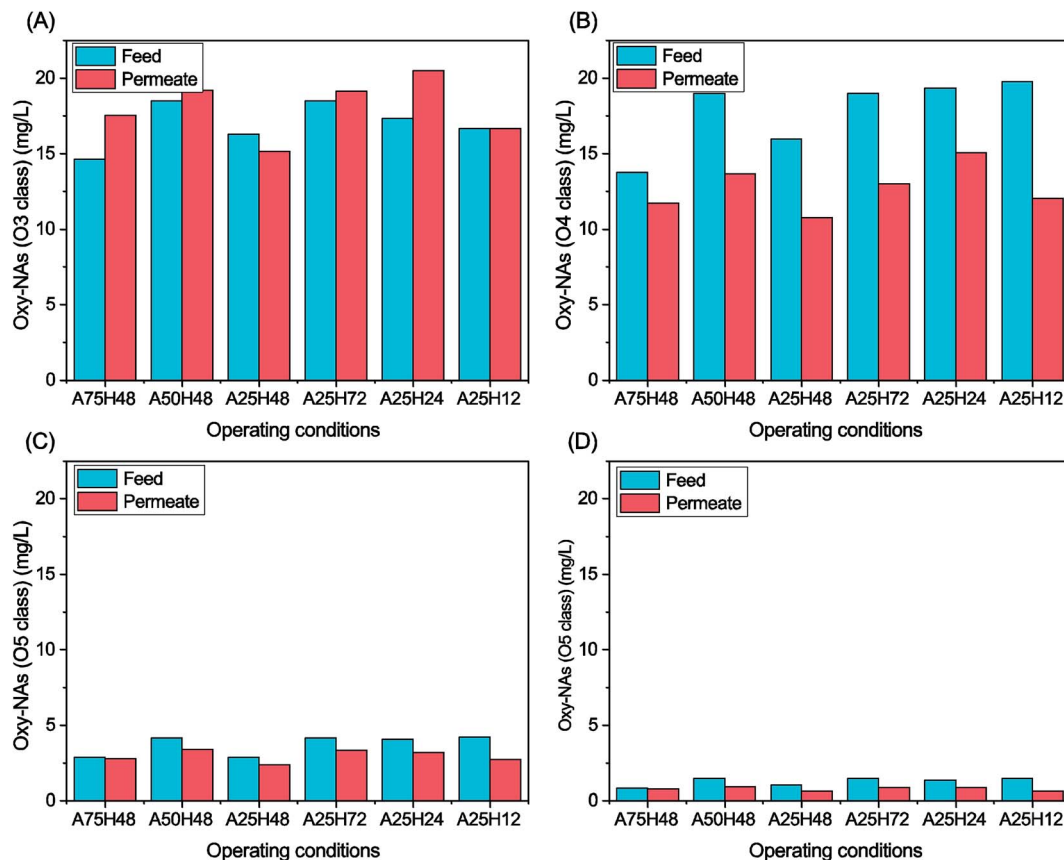 (A)
Oxy-NAs (O3 class) (mg/L)
20
15
10
5
0
Feed
Permeate
A75H48 A50H48 A25H48 A25H72 A25H24 A25H12
Operating conditions
(B)
Oxy-NAs (O4 class) (mg/L)
20
15
10
5
0
Feed
Permeate
A75H48 A50H48 A25H48 A25H72 A25H24 A25H12
Operating conditions
(C)
Oxy-NAs (O5 class) (mg/L)
20
15
10
5
0
Feed
Permeate
A75H48 A50H48 A25H48 A25H72 A25H24 A25H12
Operating conditions
(D)
Oxy-NAs (O5 class) (mg/L)
20
15
10
5
0
Feed
Permeate
A75H48 A50H48 A25H48 A25H72 A25H24 A25H12
Operating conditions